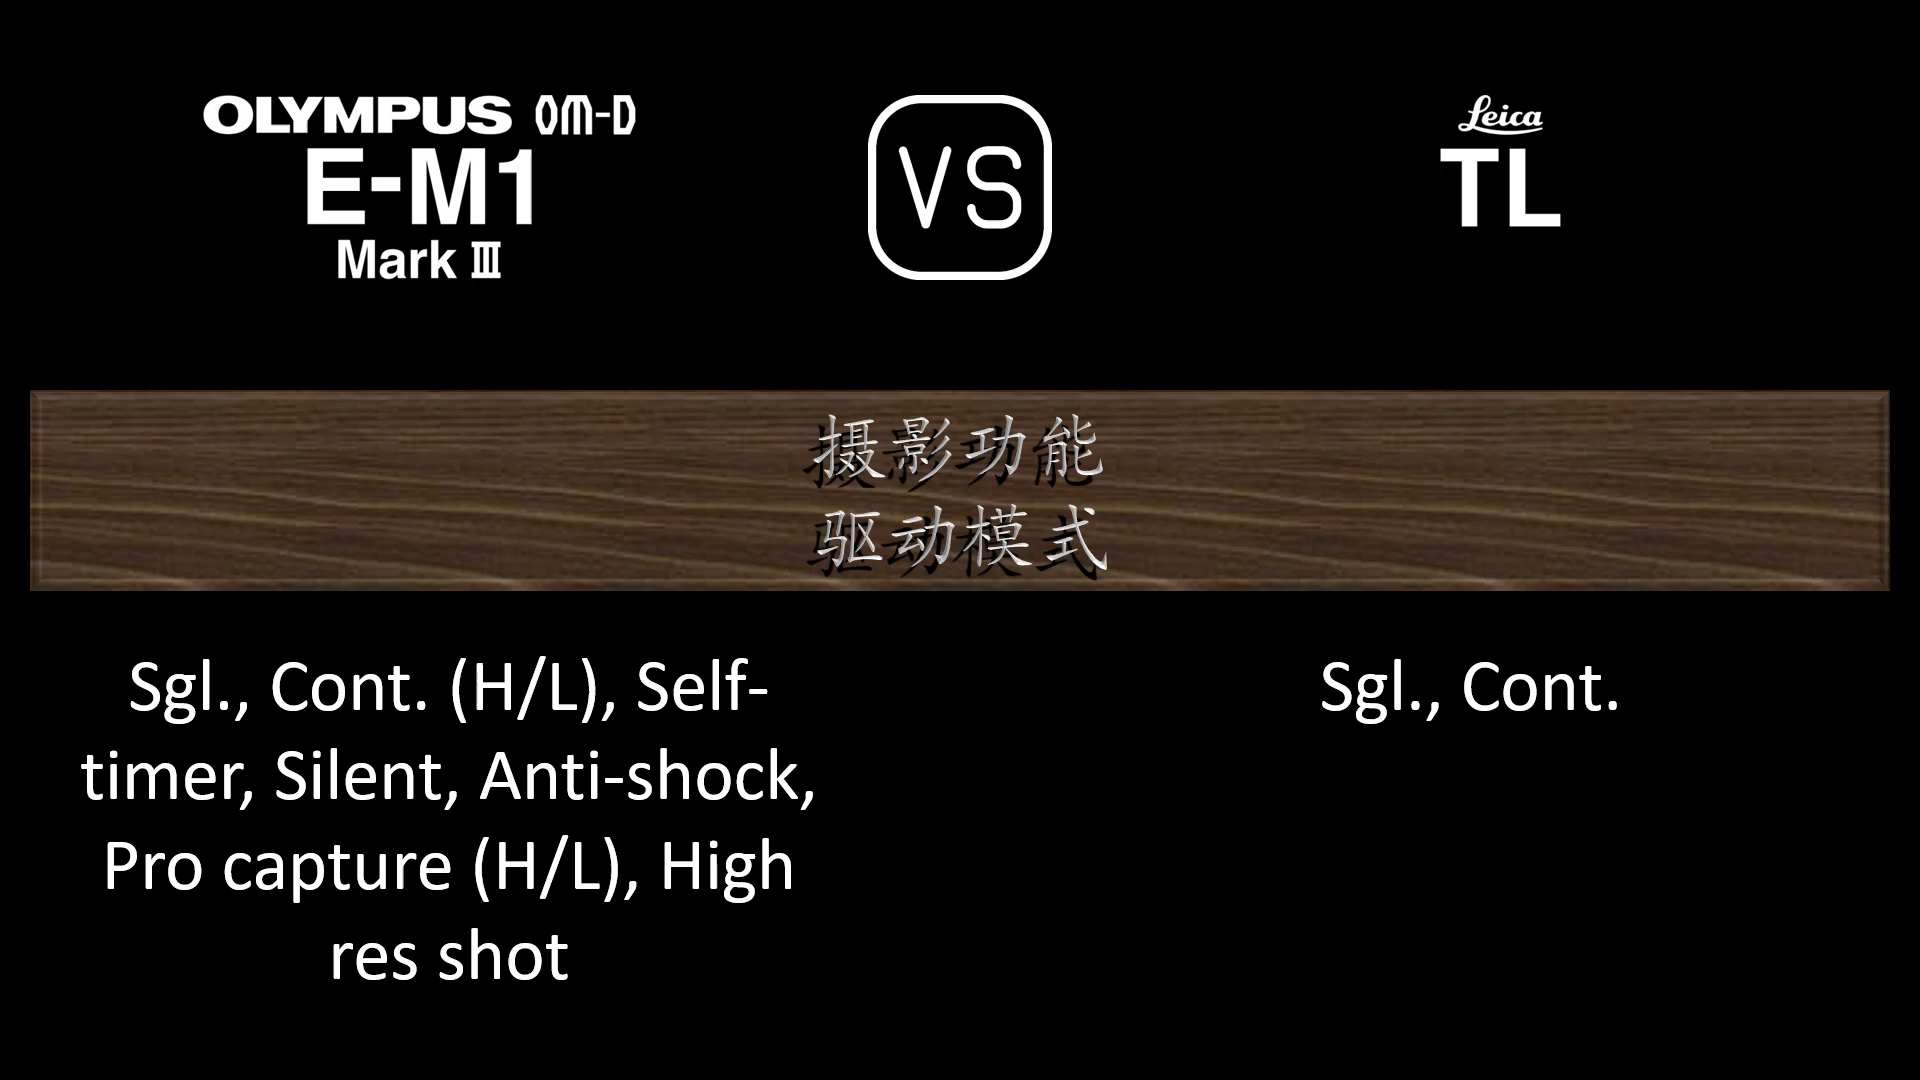 OLYMPUS OM-D
E-M1
Mark III
VS
Leica
TL
摄影功能
驱动模式
Sgl., Cont. (H/L), Self-
timer, Silent, Anti-shock,
Pro capture (H/L), High
res shot
Sgl., Cont.